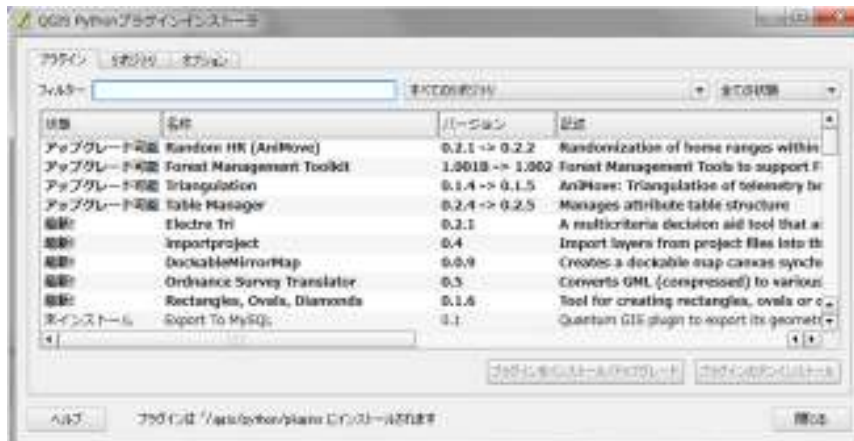 QGIS Pythonプラグインインストーラ
プラグイン リポジトリ オプション
フィルター すべてのリポジトリ 全ての状態
状態 名称 バージョン 記述
アップグレード可能 Random HR (AniMove) 0.2.1 -> 0.2.2 Randomization of home ranges within
アップグレード可能 Forest Management Toolkit 1.001B -> 1.002 Forest Management Tools to support F
アップグレード可能 Triangulation 0.1.4 -> 0.1.5 AniMove: Triangulation of telemetry be
アップグレード可能 Table Manager 0.2.4 -> 0.2.5 Manages attribute table structure
最新! Electre Tri 0.2.1 A multicriteria decision aid tool that a
最新! Importproject 0.4 Import layers from project files into th
最新! DockableMirrorMap 0.0.9 Creates a dockable map canvas synchr
最新! Ordnance Survey Translator 0.5 Converts GML (compressed) to various
最新! Rectangles, Ovals, Diamonds 0.1.6 Tool for creating rectangles, ovals or
未インストール Export To MySQL 0.1 Quantum GIS plugin to export its geometr
プラグインをインストール/アップグレード プラグインのアンインストール
ヘルプ プラグインは ~/.qgis/python/plugins にインストールされます 閉じる